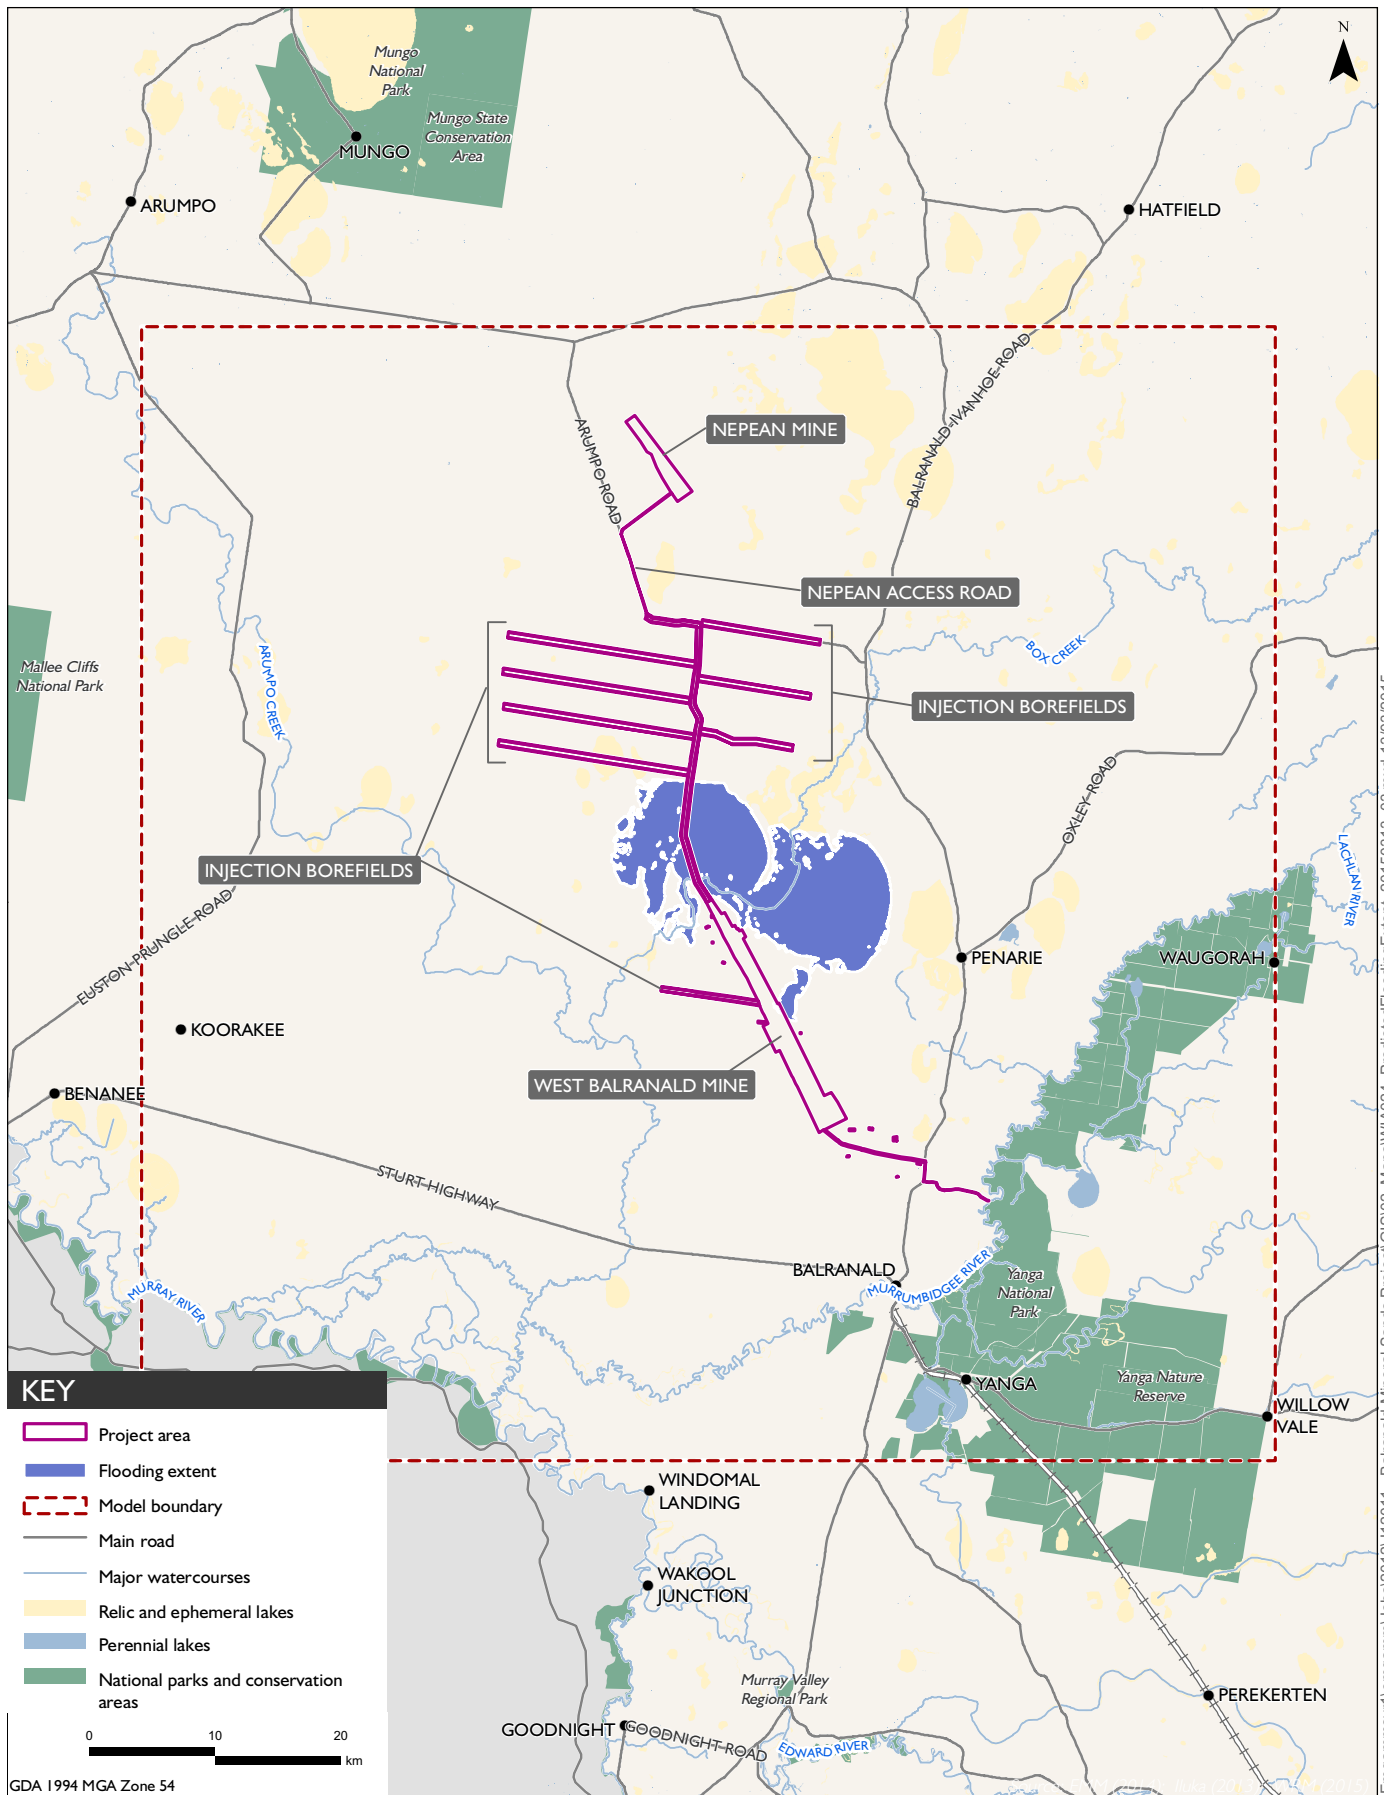 N
Mungo
National
Park
Mungo State
Conservation
Area
MUNGO
ARUMPO
HATFIELD
BALRANALD-IVANHOE-ROAD
ARUMPO-ROAD
NEPEAN MINE
NEPEAN ACCESS ROAD
BOX CREEK
Mallee Cliffs
National Park
ARUMPO CREEK
INJECTION BOREFIELDS
OXLEY-ROAD
LACHLAN RIVER
INJECTION BOREFIELDS
EUSTON-PRUNGLE-ROAD
PENARIE
WAUGORAH
KOORAKEE
WEST BALRANALD MINE
BENANEE
STURT-HIGHWAY
BALRANALD
MURRUMBIDGEE RIVER
Yanga
National
Park
MURRAY RIVER
YANGA
Yanga Nature
Reserve
WILLOW
VALE
WINDOMAL
LANDING
WAKOOL
JUNCTION
Murray Valley
Regional Park
PEREKERTEN
GOODNIGHT
GOODNIGHT-ROAD
EDWARD RIVER
KEY
Project area
Flooding extent
Model boundary
Main road
Major watercourses
Relic and ephemeral lakes
Perennial lakes
National parks and conservation
areas
0 10 20
km
GDA 1994 MGA Zone 54